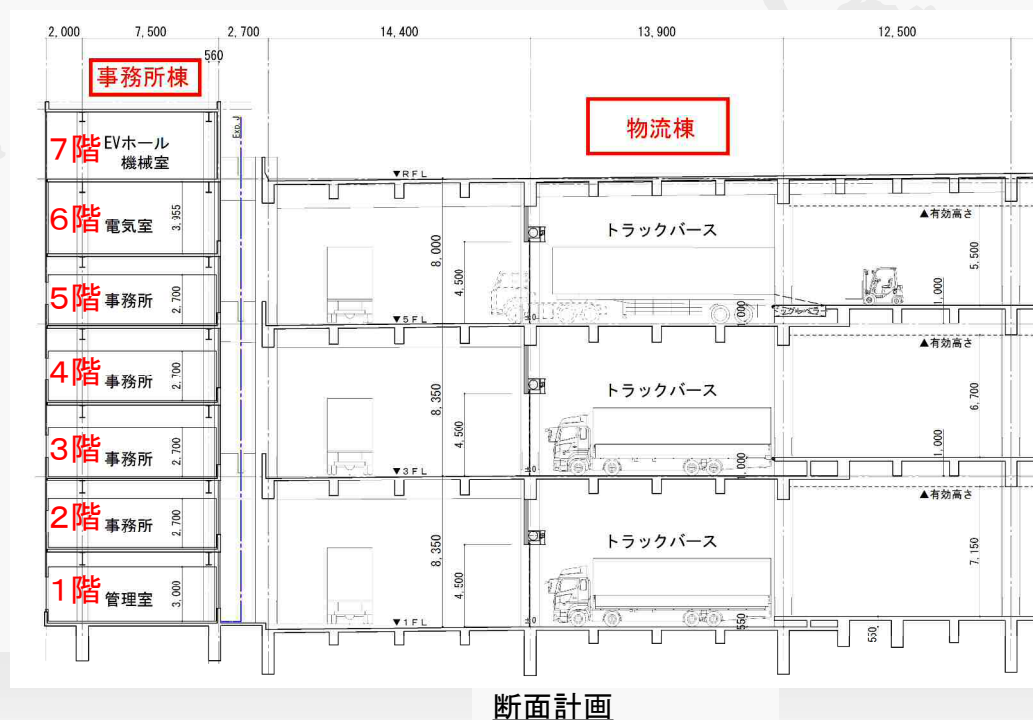 2,000 7,500 2,700 14,400 13,900 12,500
560
事務所棟
物流棟
Exp.J
7階 EVホール
機械室
▼RFL
6階 電気室 3,955
8,000
4,500
トラックバース
▲有効高さ
5,500
1,000
5階 事務所 2,700
±0
1,000
▼5FL
4階 事務所 2,700
8,350
4,500
トラックバース
▲有効高さ
6,700
1,000
3階 事務所 2,700
±0
1,000
▼3FL
2階 事務所 2,700
8,350
4,500
トラックバース
▲有効高さ
7,150
1階 管理室 3,000
±0
550
▼1FL
550
断面計画